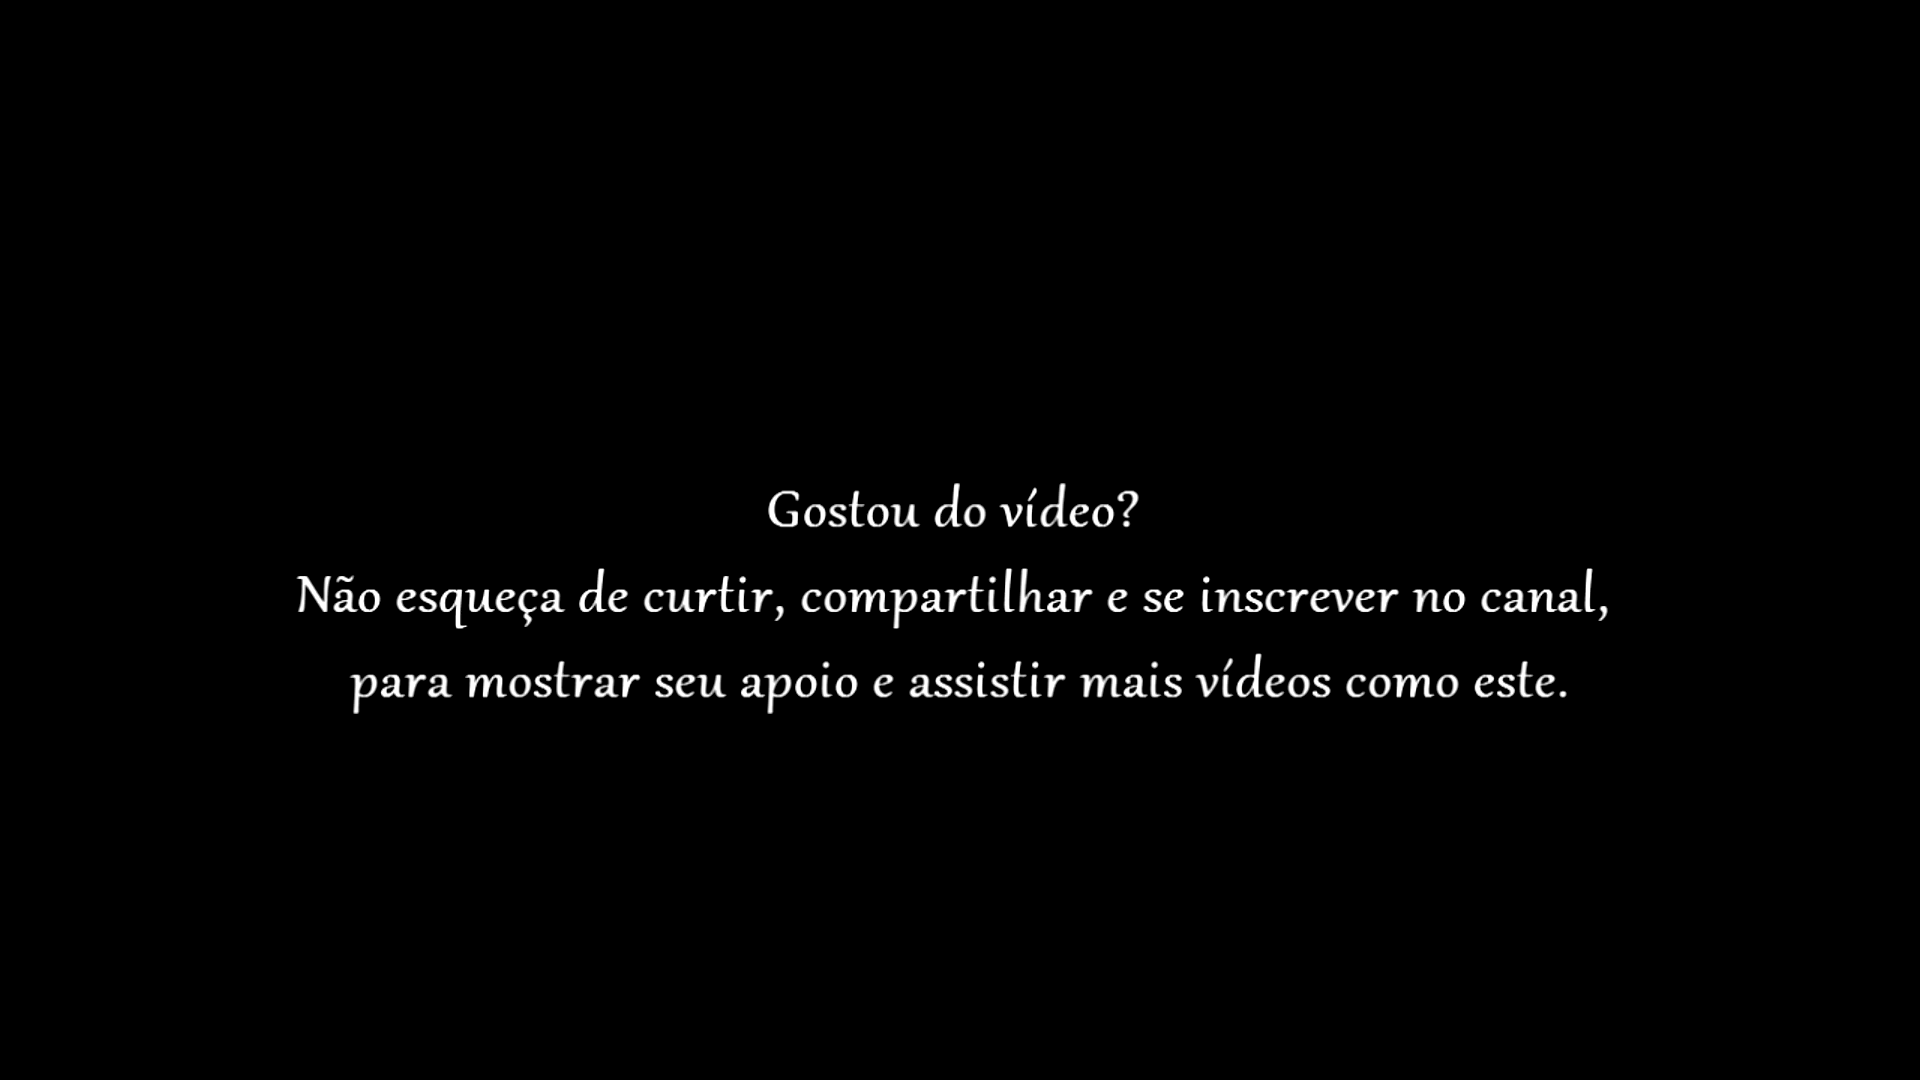 Gostou do vídeo?
Não esqueça de curtir, compartilhar e se inscrever no canal,
para mostrar seu apoio e assistir mais vídeos como este.